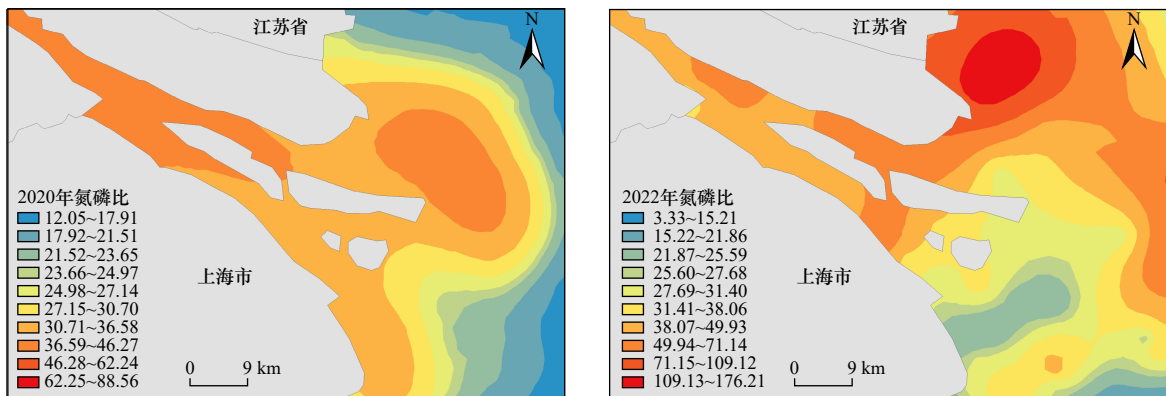 江苏省
N
2020年氮磷比
12.05~17.91
17.92~21.51
21.52~23.65
23.66~24.97
24.98~27.14
27.15~30.70
30.71~36.58
36.59~46.27
46.28~62.24
62.25~88.56
上海市
0 9 km
江苏省
N
2022年氮磷比
3.33~15.21
15.22~21.86
21.87~25.59
25.60~27.68
27.69~31.40
31.41~38.06
38.07~49.93
49.94~71.14
71.15~109.12
109.13~176.21
上海市
0 9 km